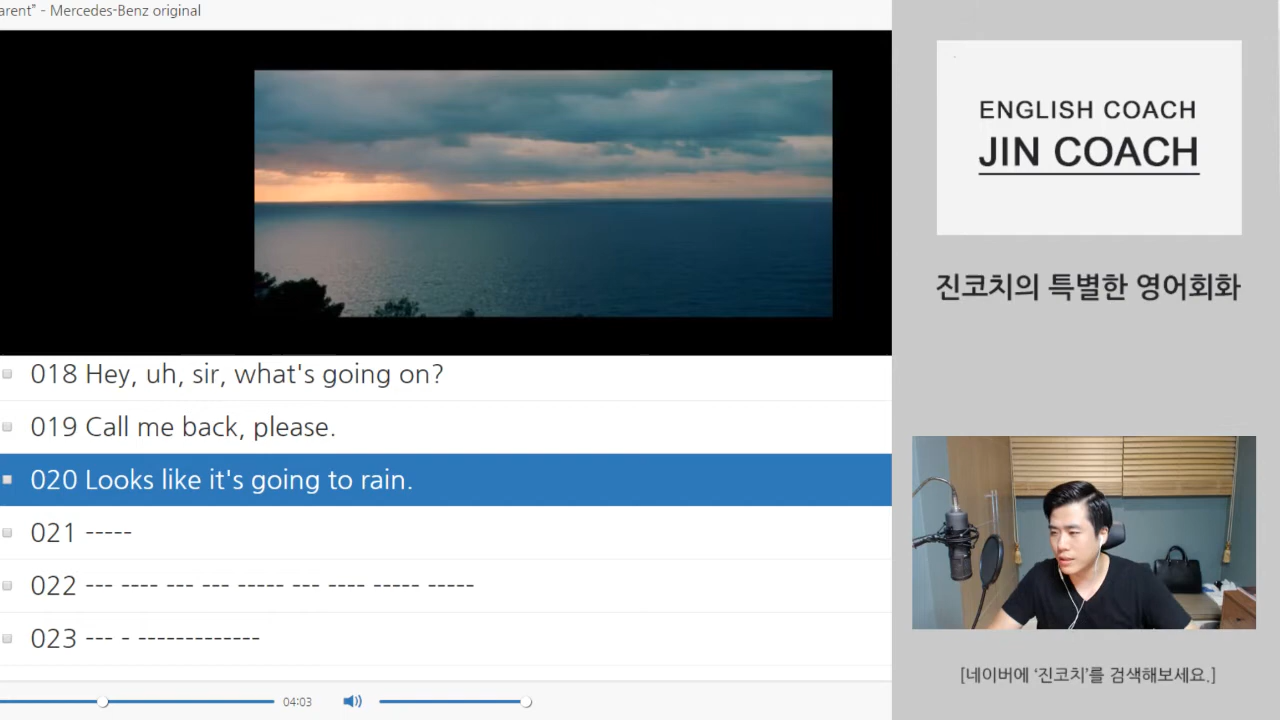 arent” - Mercedes-Benz original
ENGLISH COACH
JIN COACH
진코치의 특별한 영어회화
018 Hey, uh, sir, what's going on?
019 Call me back, please.
020 Looks like it's going to rain.
021 -----
022 --- ---- --- --- ----- --- ---- ----- -----
023 --- - -------------
04:03
[네이버에 ‘진코치’를 검색해보세요.]